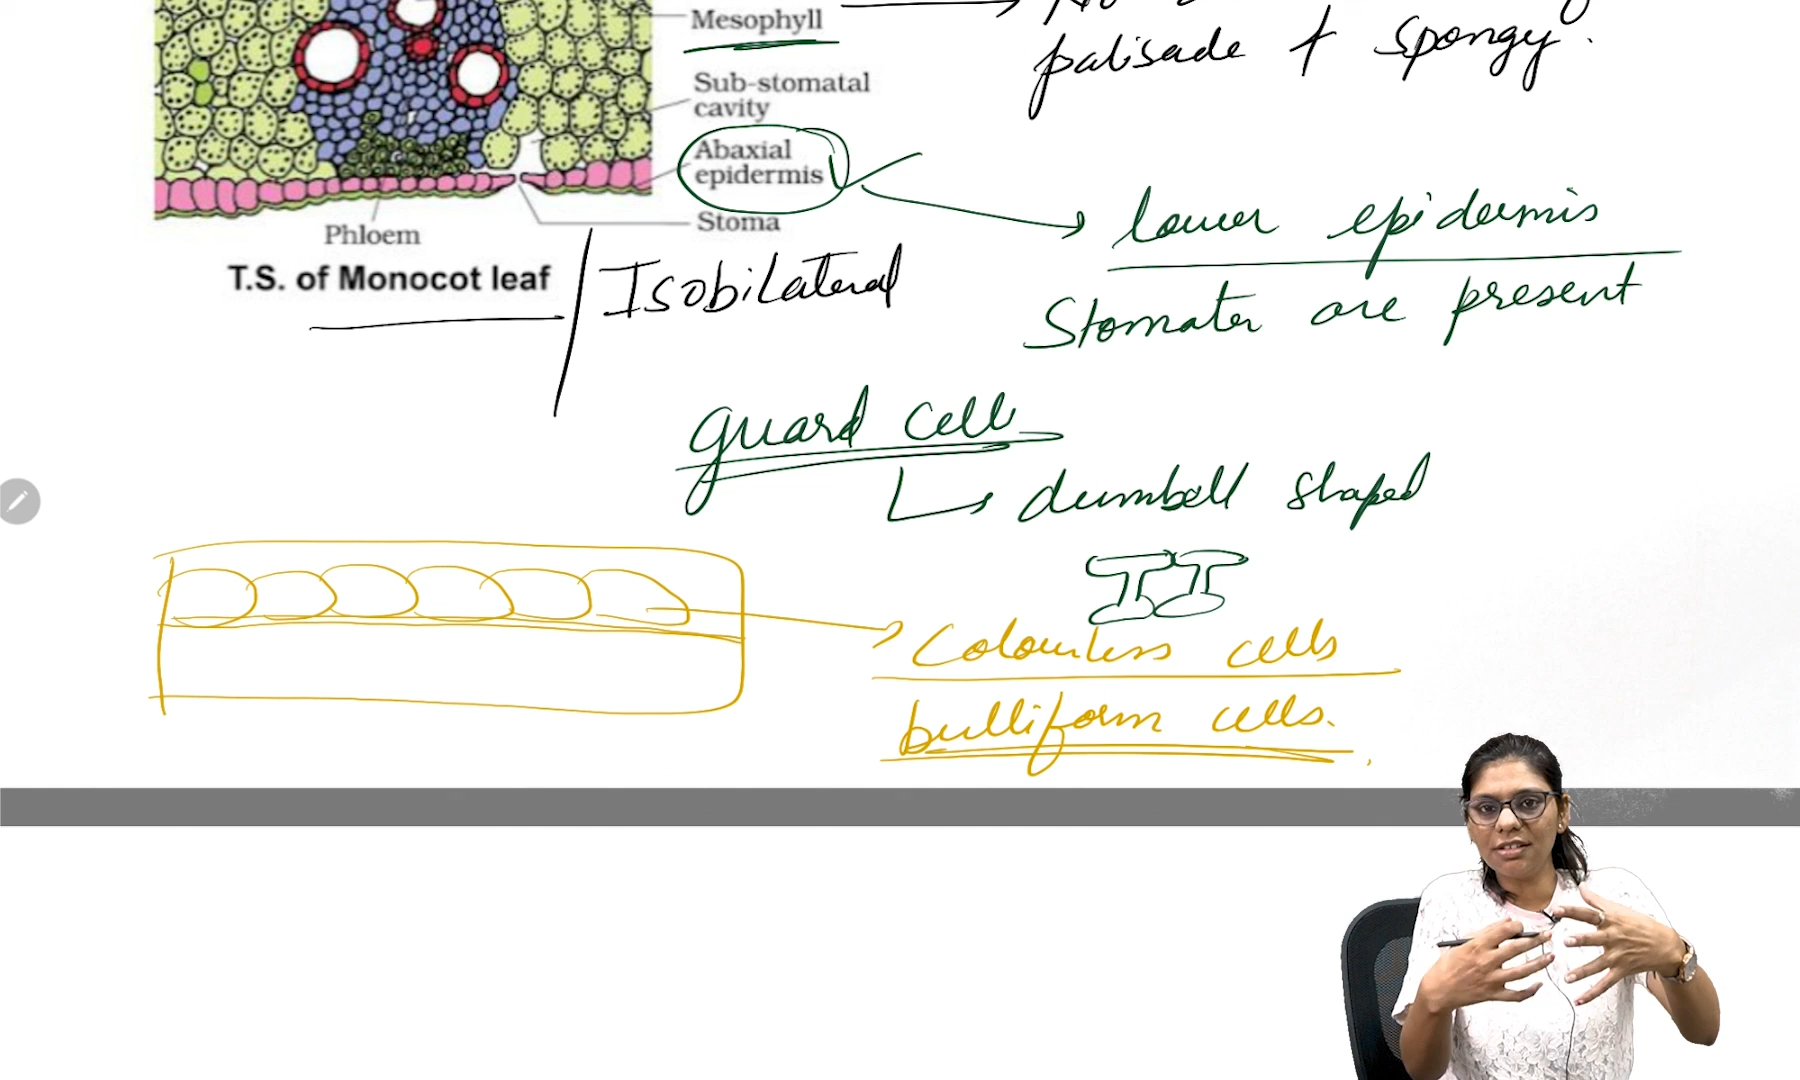 Mesophyll
palisade + spongy.
Sub-stomatal
cavity
Abaxial
epidermis
Stoma
Phloem
T.S. of Monocot leaf
Isobilateral
lower epidermis
Stomater are present
guard cell
dumbell shaped
Colourless cells
bulliform cells.